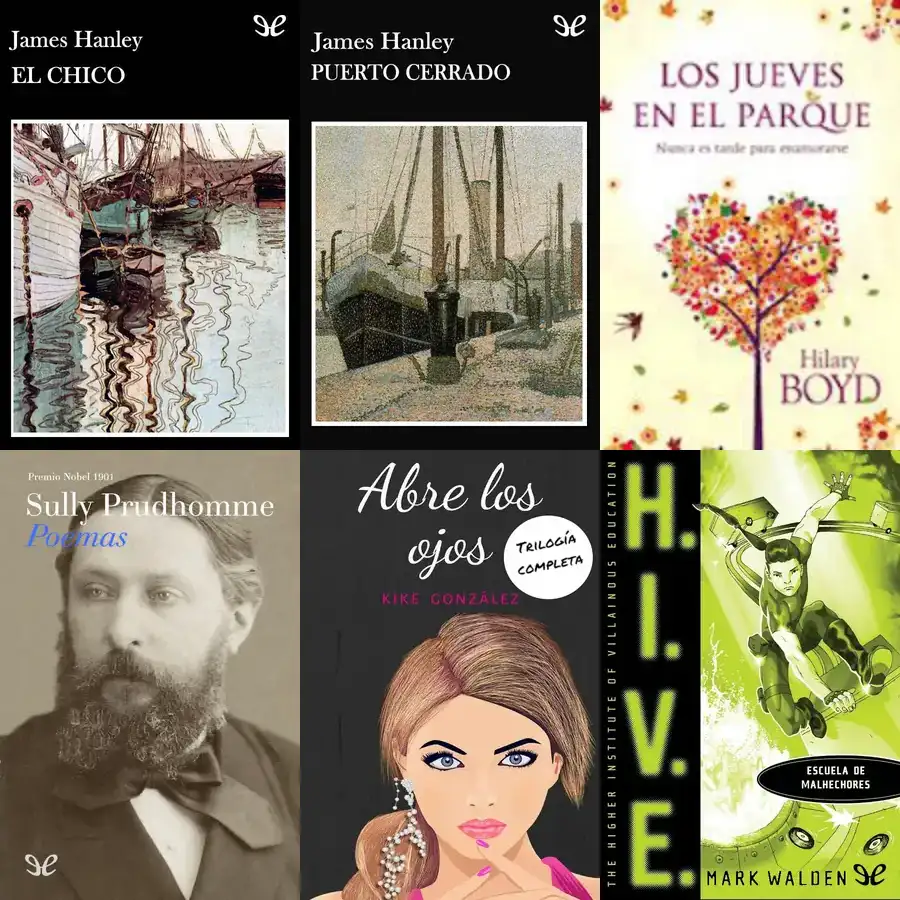 James Hanley
EL CHICO
James Hanley
PUERTO CERRADO
LOS JUEVES
EN EL PARQUE
Nunca es tarde para enamorarse
Hilary
BOYD
Premio Nobel 1901
Sully Prudhomme
Poemas
Abre los
ojos
TRILOGÍA
COMPLETA
KIKE GONZÁLEZ
THE HIGHER INSTITUTE OF VILLAINOUS EDUCATION
H.I.V.E.
ESCUELA DE
MALHECHORES
MARK WALDEN